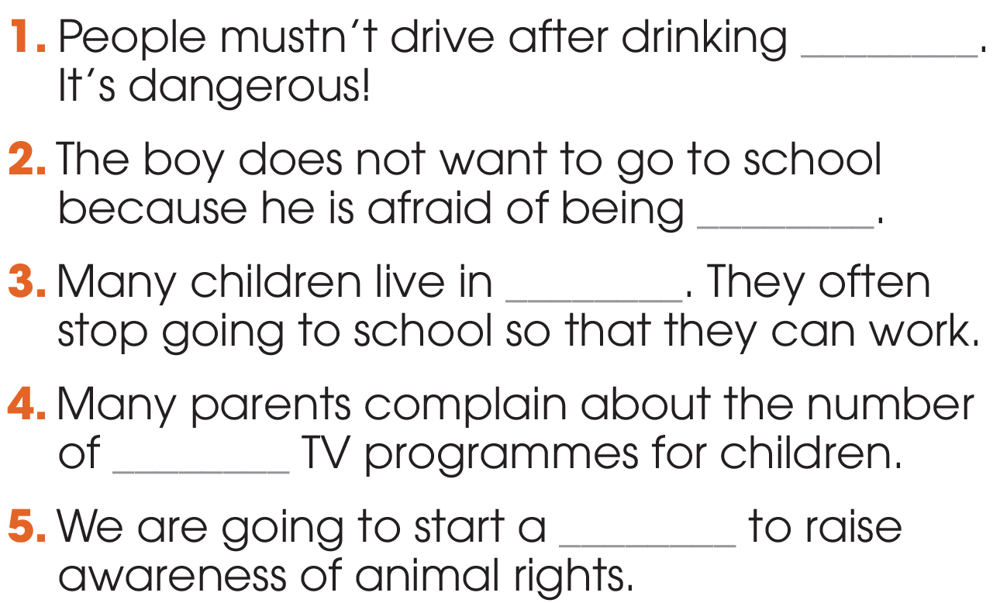 1. People mustn't drive after drinking ________.
It's dangerous!
2. The boy does not want to go to school
because he is afraid of being ________.
3. Many children live in ________. They often
stop going to school so that they can work.
4. Many parents complain about the number
of ________ TV programmes for children.
5. We are going to start a ________ to raise
awareness of animal rights.